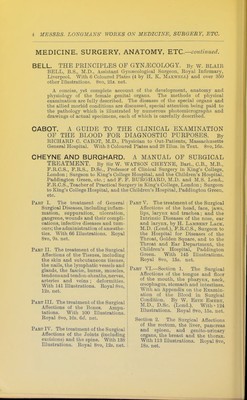 4 MESSRS. LONGMANS' WORKS ON MEDICINE, SURGERY, ETC.
MEDICINE, SURGERY, ANATOMY, ETC.—continued.
BELL. THE PRINCIPLES OF GYNÆCOLOGY. By W. BLAIR
BELL, B.S., M.D., Assistant Gynæcological Surgeon, Royal Infirmary,
Liverpool. With 6 Coloured Plates (4 by H. K. MAXWELL) and over 350
other Illustrations. 8vo, 21s. net.
A concise, yet complete account of the development, anatomy and
physiology of the female genital organs. The methods of physical
examination are fully described. The diseases of the special organs and
the allied morbid conditions are discussed, special attention being paid to
the pathology which is illustrated by numerous photomicrographs and
drawings of actual specimens, each of which is carefully described.
CABOT. A GUIDE TO THE CLINICAL EXAMINATION
OF THE BLOOD FOR DIAGNOSTIC PURPOSES. By
RICHARD C. CABOT, M.D., Physician to Out-Patients, Massachusetts
General Hospital. With 3 Coloured Plates and 28 Illus. in Text. 8vo, 16s.
CHEYNE AND BURGHARD. A MANUAL OF SURGICAL
TREATMENT. By Sir W. WATSON CHEYNE, Bart., C.B., M.B.,
F.R.C.S., F.R.S., D.Sc., Professor of Clinical Surgery in King's College,
London; Surgeon to King's College Hospital, and the Children's Hospital,
Paddington Green, etc.; and F. F. BURGHARD, M.D. and M.S. (Lond.),
F.R.C.S., Teacher of Practical Surgery in King's College, London; Surgeon
to King's College Hospital, and the Children's Hospital, Paddington Green,
etc.
PART I. The treatment of General
Surgical Diseases, including inflam-
mation, suppuration, ulceration,
gangrene, wounds and their compli-
cations, infective diseases and tum-
ours; the administration of anæsthe-
tics. With 66 Illustrations. Royal
8vo, 9s. net.
PART II. The treatment of the Surgical
Affections of the Tissues, including
the skin and subcutaneous tissues,
the nails, the lymphatic vessels and
glands, the fasciæ, bursæ, muscles,
tendons and tendon-sheaths, nerves,
arteries and veins; deformities.
With 141 Illustrations. Royal 8vo,
12s. net.
PART III. The treatment of the Surgical
Affections of the Bones. Ampu-
tations. With 100 Illustrations.
Royal 8vo, 10s. 6d. net.
PART IV. The treatment of the Surgical
Affections of the Joints (including
excisions) and the spine. With 138
Illustrations. Royal 8vo, 12s. net.
PART V. The treatment of the Surgical
Affections of the head, face, jaws,
lips, larynx and trachea; and the
Intrinsic Diseases of the nose, ear
and larynx, by H. LAMBERT LACK,
M.D. (Lond.), F.R.C.S., Surgeon to
the Hospital for Diseases of the
Throat, Golden Square, and to the
Throat and Ear Department, the
Children's Hospital, Paddington
Green. With 145 Illustrations.
Royal 8vo, 15s. net.
PART VI.—Section 1. The Surgical
Affections of the tongue and floor
of the mouth, the pharynx, neck,
œsophagus, stomach and intestines.
With an Appendix on the Examin-
ation of the Blood in Surgical
Condition. By W. EDEN EMERY,
M.D., B.Sc. (Lond.). With 124
Illustrations. Royal 8vo, 15s. net.
Section 2. The Surgical Affections
of the rectum, the liver, pancreas
and spleen, and genito-urinary
organs, the breast and the thorax.
With 113 Illustrations. Royal 8vo,
18s. net.